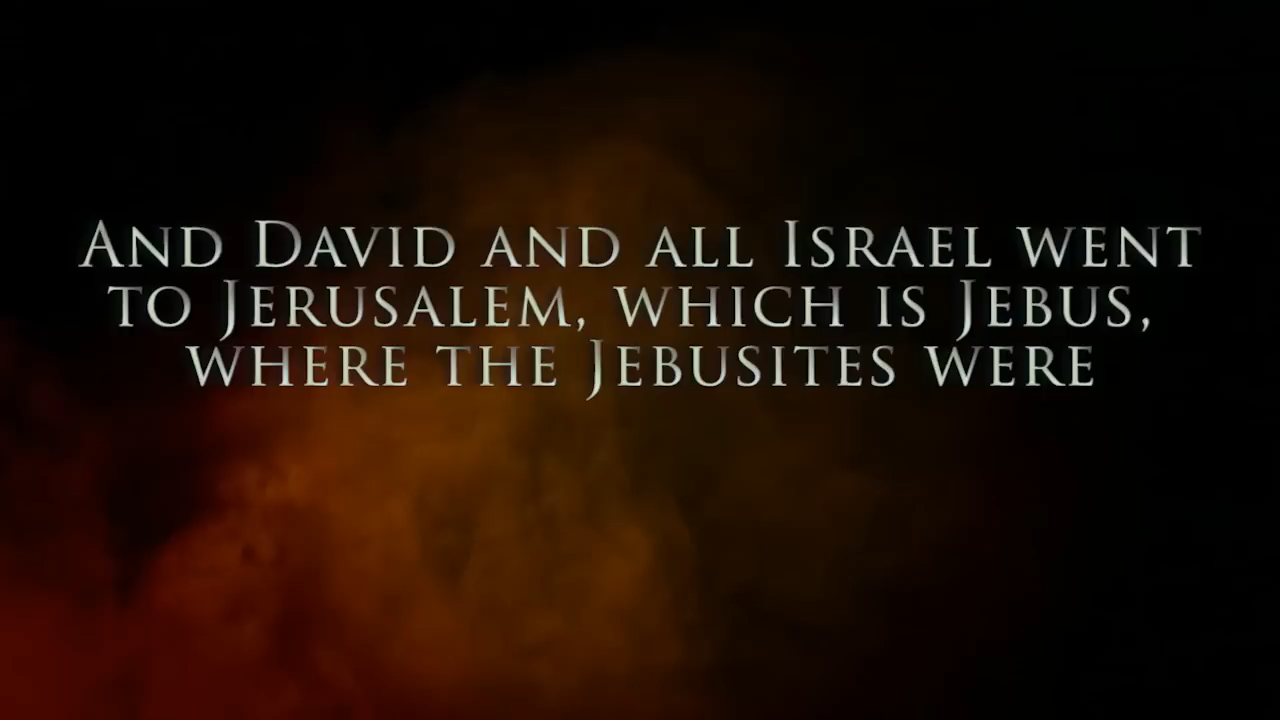 And David and all Israel went
to Jerusalem, which is Jebus,
where the Jebusites were